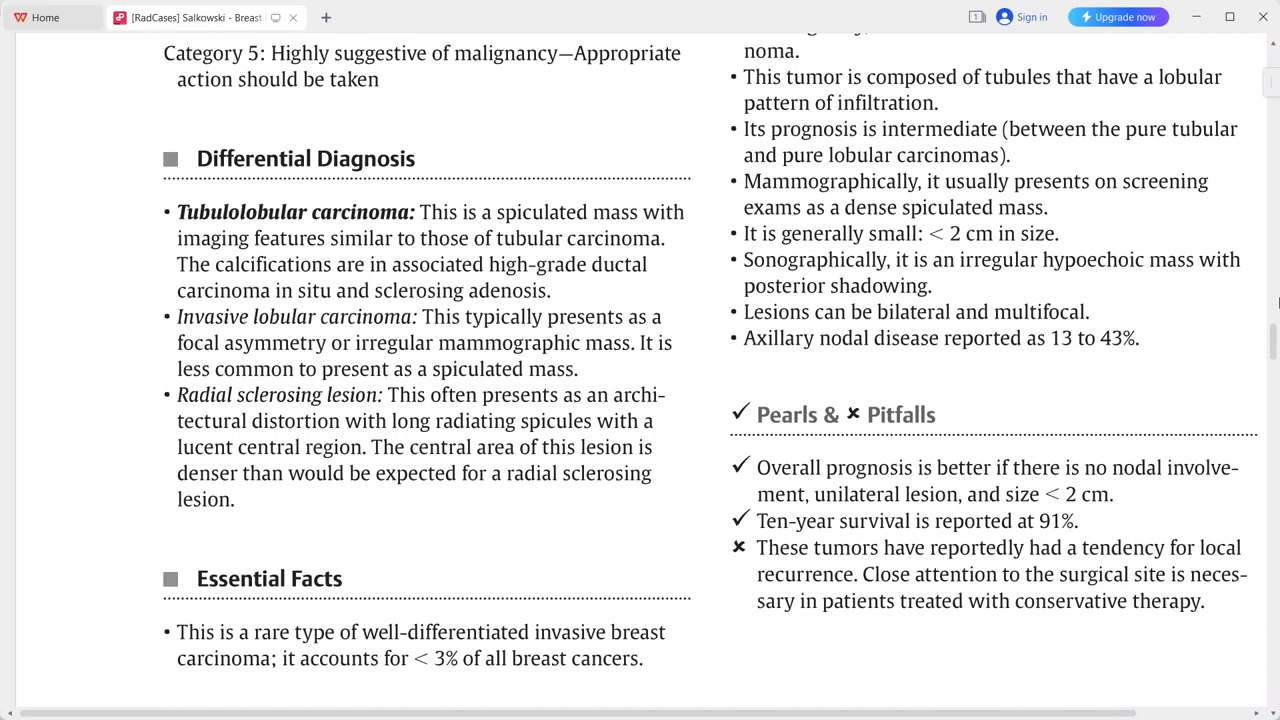 Home
[RadCases] Salkowski - Breast
1
Sign in
Upgrade now
Category 5: Highly suggestive of malignancy—Appropriate
action should be taken
Differential Diagnosis
• Tubulolobular carcinoma: This is a spiculated mass with
imaging features similar to those of tubular carcinoma.
The calcifications are in associated high-grade ductal
carcinoma in situ and sclerosing adenosis.
• Invasive lobular carcinoma: This typically presents as a
focal asymmetry or irregular mammographic mass. It is
less common to present as a spiculated mass.
• Radial sclerosing lesion: This often presents as an archi-
tectural distortion with long radiating spicules with a
lucent central region. The central area of this lesion is
denser than would be expected for a radial sclerosing
lesion.
Essential Facts
• This is a rare type of well-differentiated invasive breast
carcinoma; it accounts for < 3% of all breast cancers.
noma.
• This tumor is composed of tubules that have a lobular
pattern of infiltration.
• Its prognosis is intermediate (between the pure tubular
and pure lobular carcinomas).
• Mammographically, it usually presents on screening
exams as a dense spiculated mass.
• It is generally small: < 2 cm in size.
• Sonographically, it is an irregular hypoechoic mass with
posterior shadowing.
• Lesions can be bilateral and multifocal.
• Axillary nodal disease reported as 13 to 43%.
✓ Pearls & ✘ Pitfalls
✓ Overall prognosis is better if there is no nodal involve-
ment, unilateral lesion, and size < 2 cm.
✓ Ten-year survival is reported at 91%.
✘ These tumors have reportedly had a tendency for local
recurrence. Close attention to the surgical site is neces-
sary in patients treated with conservative therapy.